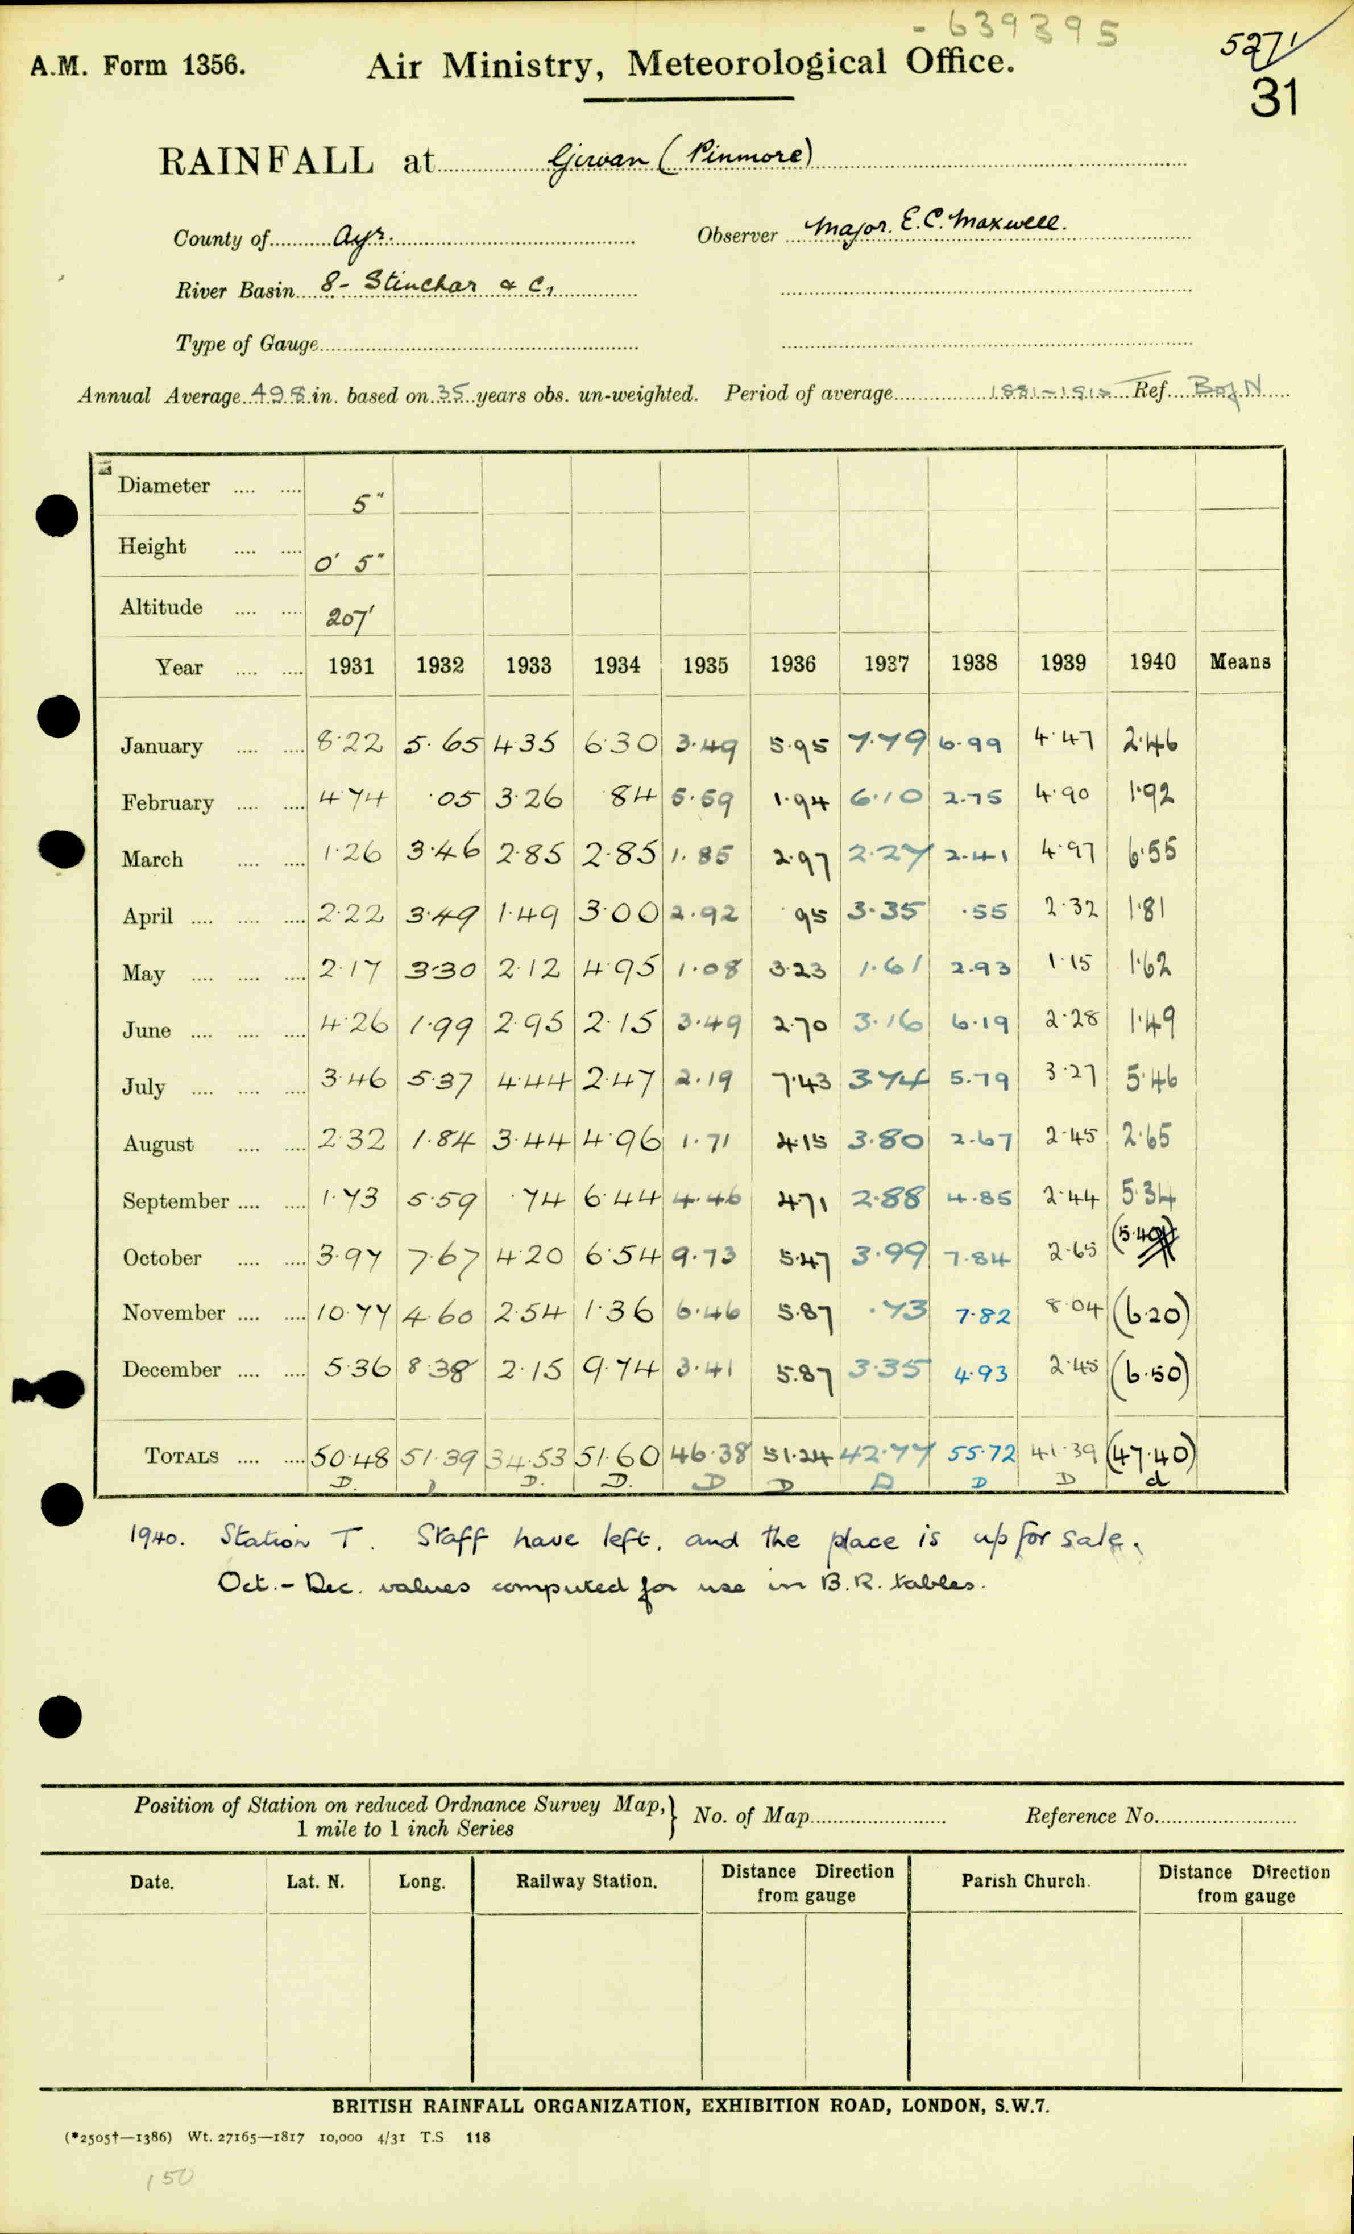 - 639395
5271
A.M. Form 1356. Air Ministry, Meteorological Office.
31
RAINFALL at Girvan (Pinmore)
County of Ayr. Observer Major. E.C. Maxwell.
River Basin 8 - Stinchar & C,
Type of Gauge
Annual Average 49.8 in. based on 35 years obs. un-weighted. Period of average 1881-1915 Ref. B of N
Diameter .... .... 5"
Height .... .... 0' 5"
Altitude .... .... 207'
Year .... .... 1931 1932 1933 1934 1935 1936 1937 1938 1939 1940 Means
January .... .... 8.22 5.65 4.35 6.30 3.49 5.95 7.79 6.99 4.47 2.46
February .... .... 4.74 .05 3.26 .84 5.59 1.94 6.10 2.75 4.90 1.92
March .... .... 1.26 3.46 2.85 2.85 1.85 2.97 2.27 2.41 4.97 6.55
April .... .... .... 2.22 3.49 1.49 3.00 2.92 .95 3.35 .55 2.32 1.81
May .... .... .... 2.17 3.30 2.12 4.95 1.08 3.23 1.61 2.93 1.15 1.62
June .... .... .... 4.26 1.99 2.95 2.15 3.49 2.70 3.16 6.19 2.28 1.49
July .... .... .... 3.46 5.37 4.44 2.47 2.19 7.43 3.74 5.79 3.27 5.46
August .... .... 2.32 1.84 3.44 4.96 1.71 4.15 3.80 2.67 2.45 2.65
September .... .... 1.73 5.59 .74 6.44 4.46 4.71 2.88 4.85 2.44 5.34
October .... .... 3.97 7.67 4.20 6.54 9.73 5.47 3.99 7.84 2.65 (5.40)
November .... .... 10.77 4.60 2.54 1.36 6.46 5.87 .73 7.82 8.04 (6.20)
December .... .... 5.36 8.38 2.15 9.74 3.41 5.87 3.35 4.93 2.45 (6.50)
TOTALS .... .... 50.48 51.39 34.53 51.60 46.38 51.24 42.77 55.72 41.39 (47.40)
D. D. D. D D D D D d
1940. Station T. Staff have left, and the place is up for sale.
Oct. - Dec. values computed for use in B.R. tables.
Position of Station on reduced Ordnance Survey Map, } No. of Map Reference No.
1 mile to 1 inch Series
Date. Lat. N. Long. Railway Station. Distance Direction from gauge Parish Church. Distance Direction from gauge
BRITISH RAINFALL ORGANIZATION, EXHIBITION ROAD, LONDON, S.W.7.
(*2505†—1386) Wt. 27165—1817 10,000 4/31 T.S 118
150